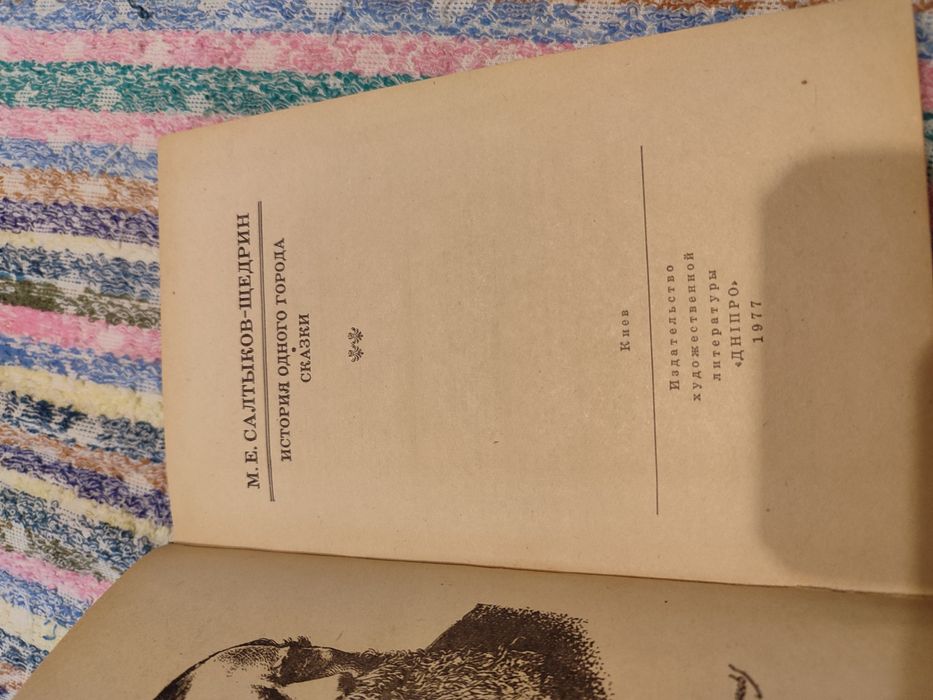 М. Е. САЛТЫКОВ-ЩЕДРИН
ИСТОРИЯ ОДНОГО ГОРОДА
•
СКАЗКИ
Киев
Издательство
художественной
литературы
«ДНІПРО»
1977